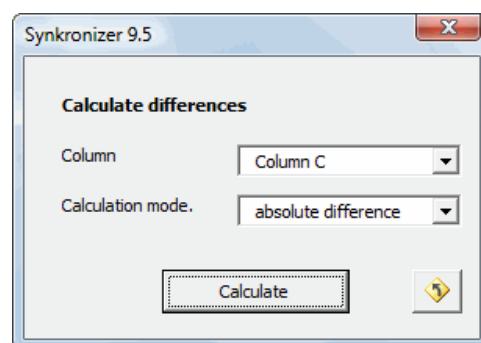 Synkronizer 9.5
Calculate differences
Column
Column C
Calculation mode.
absolute difference
Calculate